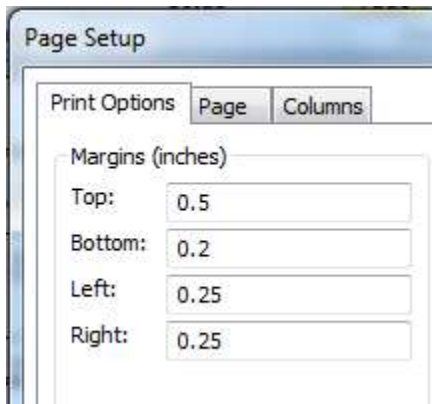 Page Setup
Print Options Page Columns
Margins (inches)
Top: 0.5
Bottom: 0.2
Left: 0.25
Right: 0.25